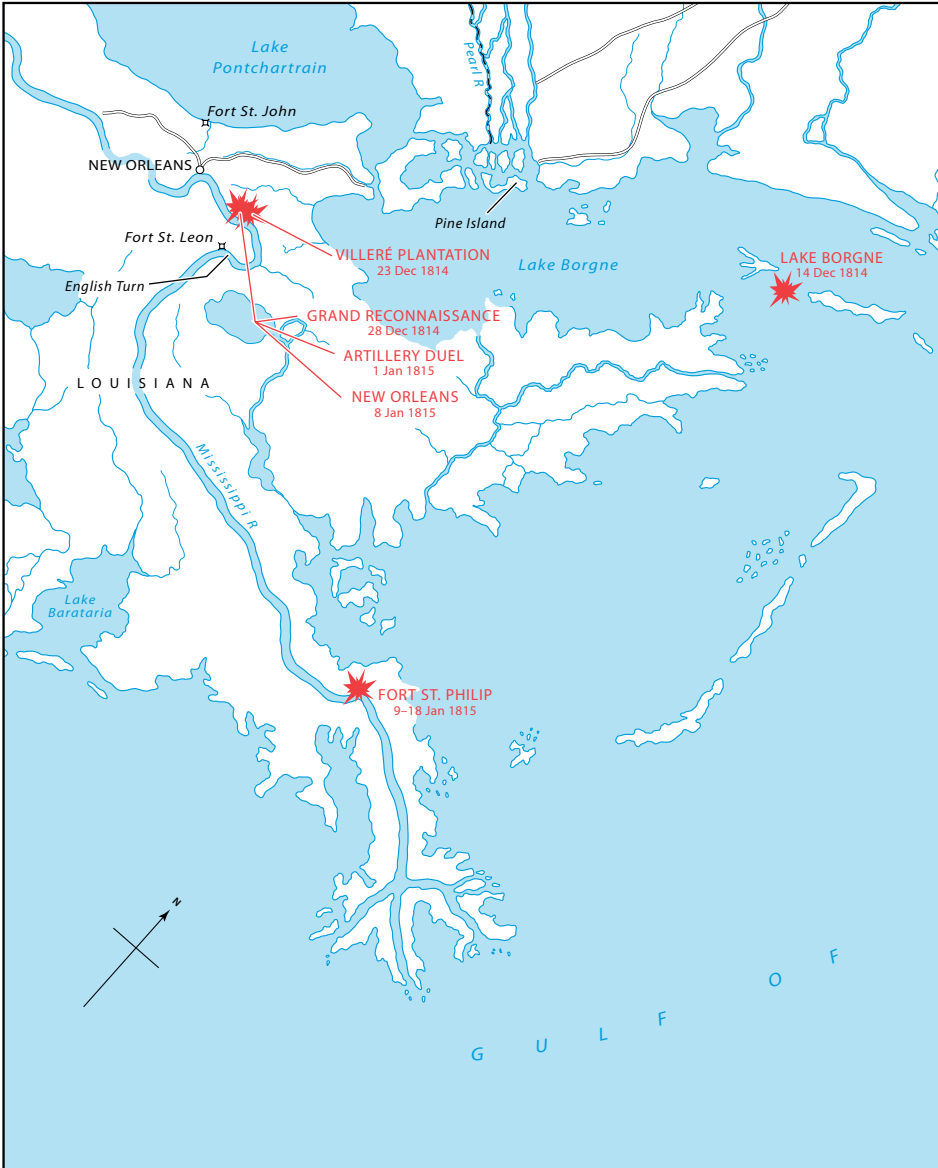 Lake
Pontchartrain
Pearl R
Fort St. John
NEW ORLEANS
Pine Island
Fort St. Leon
VILLERÉ PLANTATION
23 Dec 1814
Lake Borgne
LAKE BORGNE
14 Dec 1814
English Turn
GRAND RECONNAISSANCE
28 Dec 1814
ARTILLERY DUEL
1 Jan 1815
LOUISIANA
NEW ORLEANS
8 Jan 1815
Mississippi R
Lake
Barataria
FORT ST. PHILIP
9–18 Jan 1815
N
GULF OF